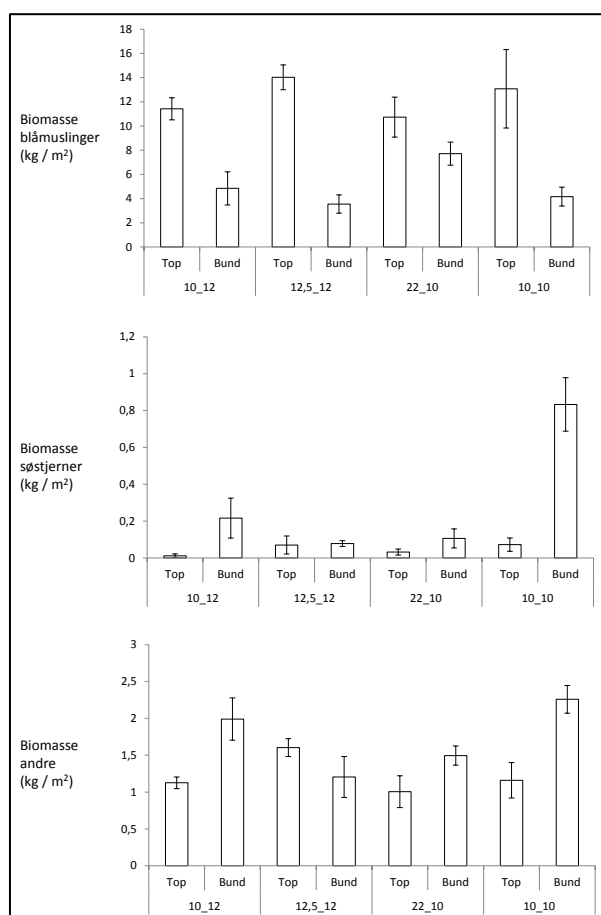 18
16
14
12
10
8
6
4
2
0
Biomasse
blåmuslinger
(kg / m²)
Top Bund Top Bund Top Bund Top Bund
10_12 12,5_12 22_10 10_10
1,2
1
0,8
0,6
0,4
0,2
0
Biomasse
søstjerner
(kg / m²)
Top Bund Top Bund Top Bund Top Bund
10_12 12,5_12 22_10 10_10
3
2,5
2
1,5
1
0,5
0
Biomasse
andre
(kg / m²)
Top Bund Top Bund Top Bund Top Bund
10_12 12,5_12 22_10 10_10